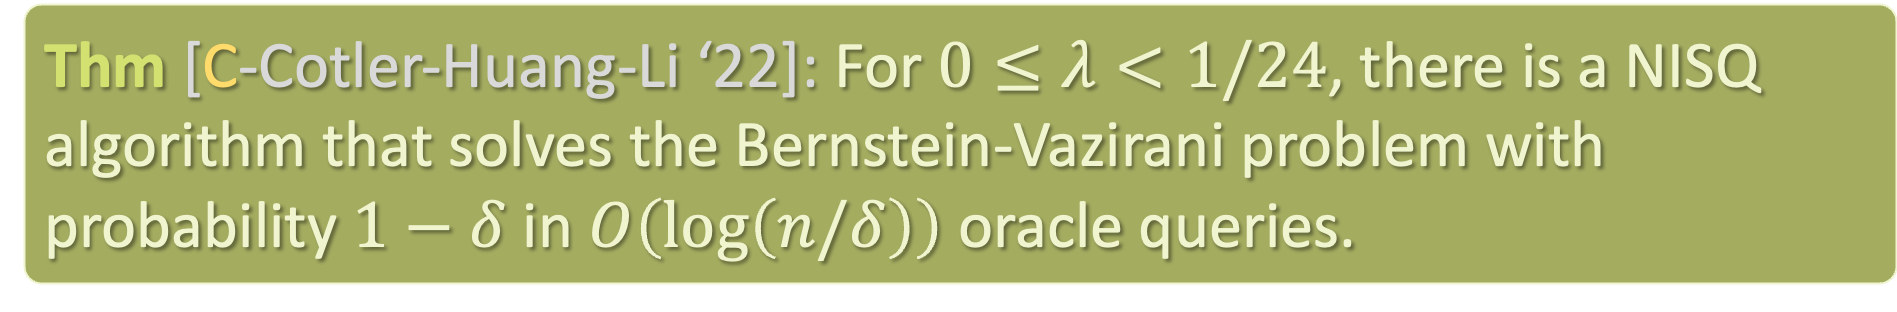 Thm [C-Cotler-Huang-Li ‘22]: For 0 ≤ λ < 1/24, there is a NISQ
algorithm that solves the Bernstein-Vazirani problem with
probability 1 − δ in O(log(n/δ)) oracle queries.